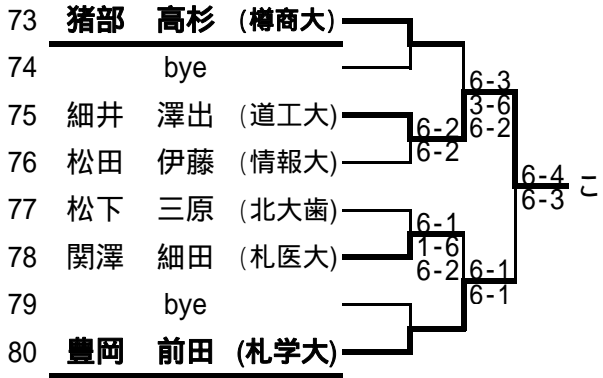 73 猪部 高杉 (樽商大)
74 bye
75 細井 澤出 (道工大)
76 松田 伊藤 (情報大)
77 松下 三原 (北大歯)
78 関澤 細田 (札医大)
79 bye
80 豊岡 前田 (札学大)
6-2
6-2
6-1
1-6
6-2
6-3
3-6
6-2
6-1
6-1
6-4
6-3
こ